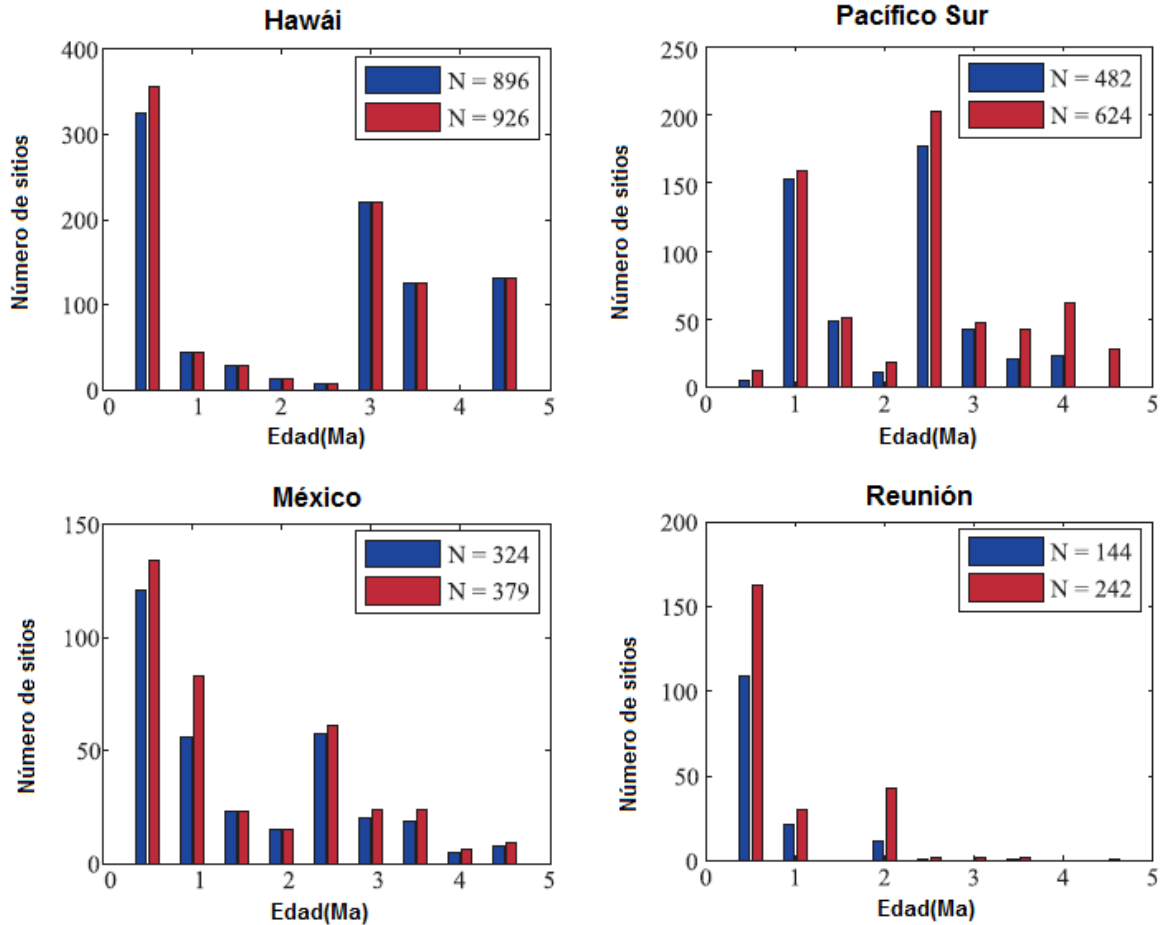 Hawái
400
300
200
100
0
0 1 2 3 4 5
Número de sitios
Edad(Ma)
N = 896
N = 926
Pacífico Sur
250
200
150
100
50
0
0 1 2 3 4 5
Número de sitios
Edad(Ma)
N = 482
N = 624
México
150
100
50
0
0 1 2 3 4 5
Número de sitios
Edad(Ma)
N = 324
N = 379
Reunión
200
150
100
50
0
0 1 2 3 4 5
Número de sitios
Edad(Ma)
N = 144
N = 242